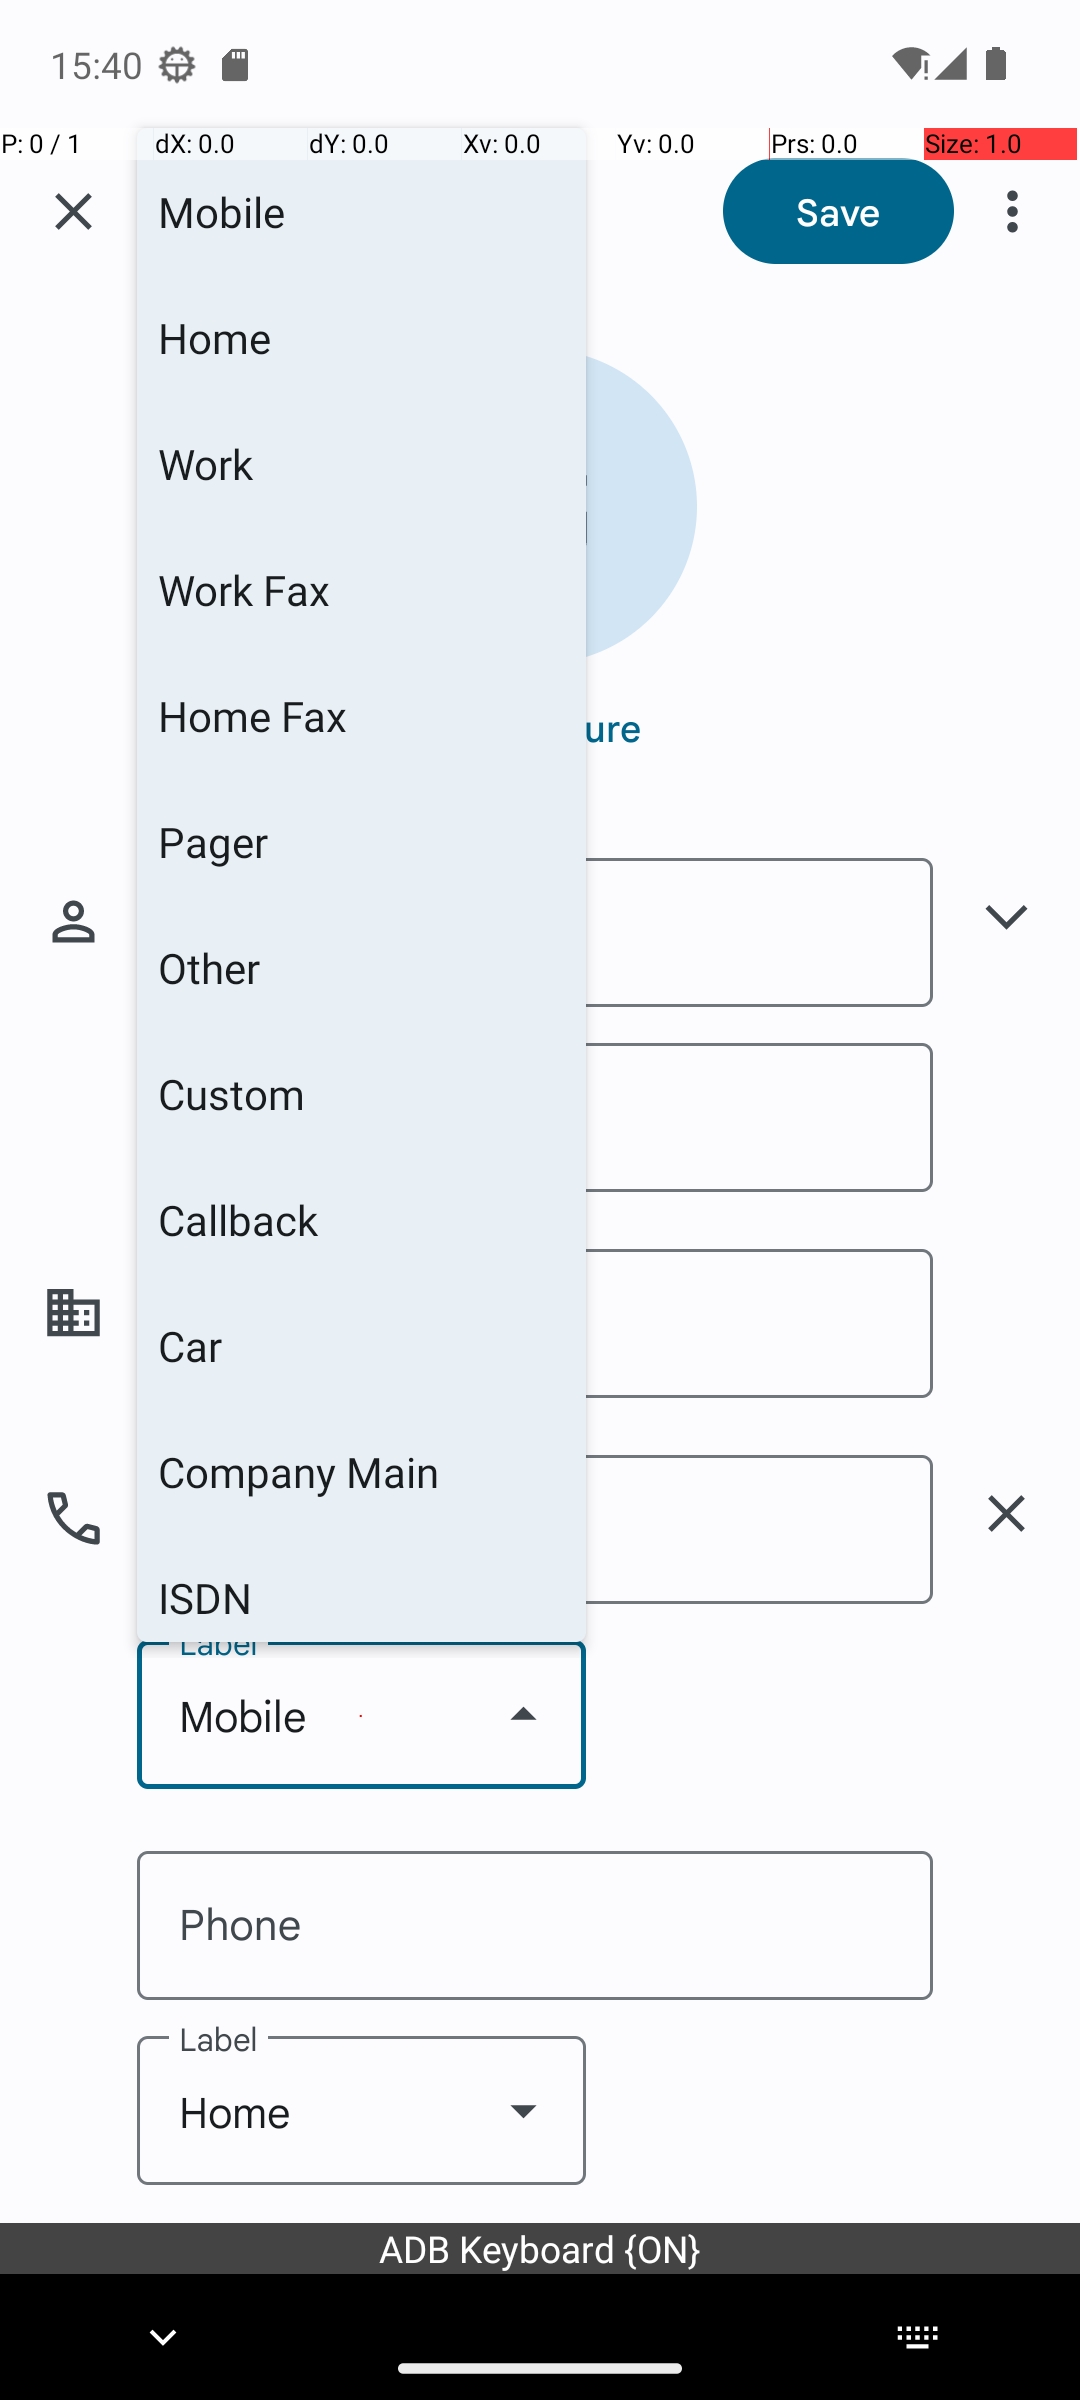 15:40
P: 0 / 1 dX: 0.0 dY: 0.0 Xv: 0.0 Yv: 0.0 Prs: 0.0 Size: 1.0
Mobile
Save
Home
Work
Work Fax
Home Fax
ure
Pager
Other
Custom
Callback
Car
Company Main
ISDN
Label
Mobile
Phone
Label
Home
ADB Keyboard {ON}